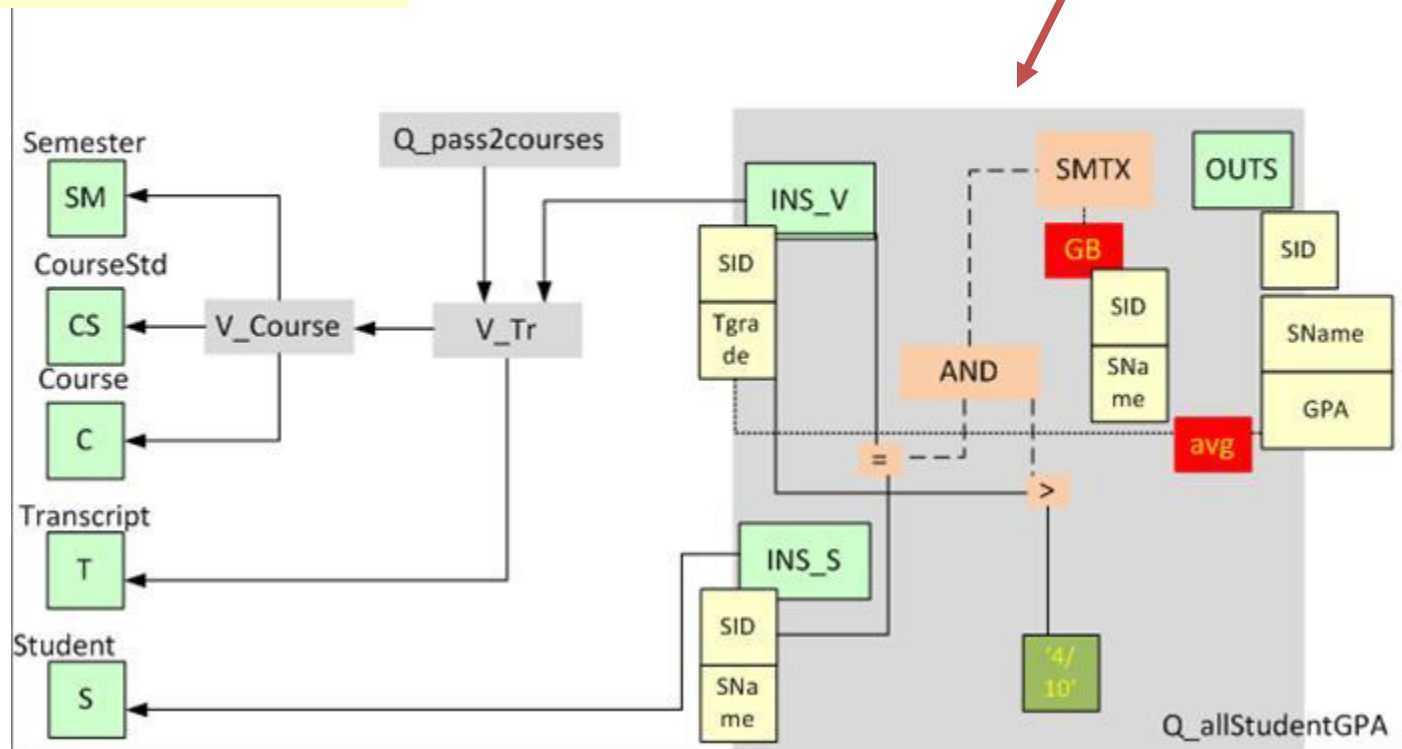 Semester
SM
CourseStd
CS
Course
C
Transcript
T
Student
S
V_Course
Q_pass2courses
V_Tr
INS_V
SID
Tgra
de
INS_S
SID
SNa
me
SMTX
GB
SID
SNa
me
AND
=
>
'4/
10'
OUTS
SID
SName
GPA
avg
Q_allStudentGPA